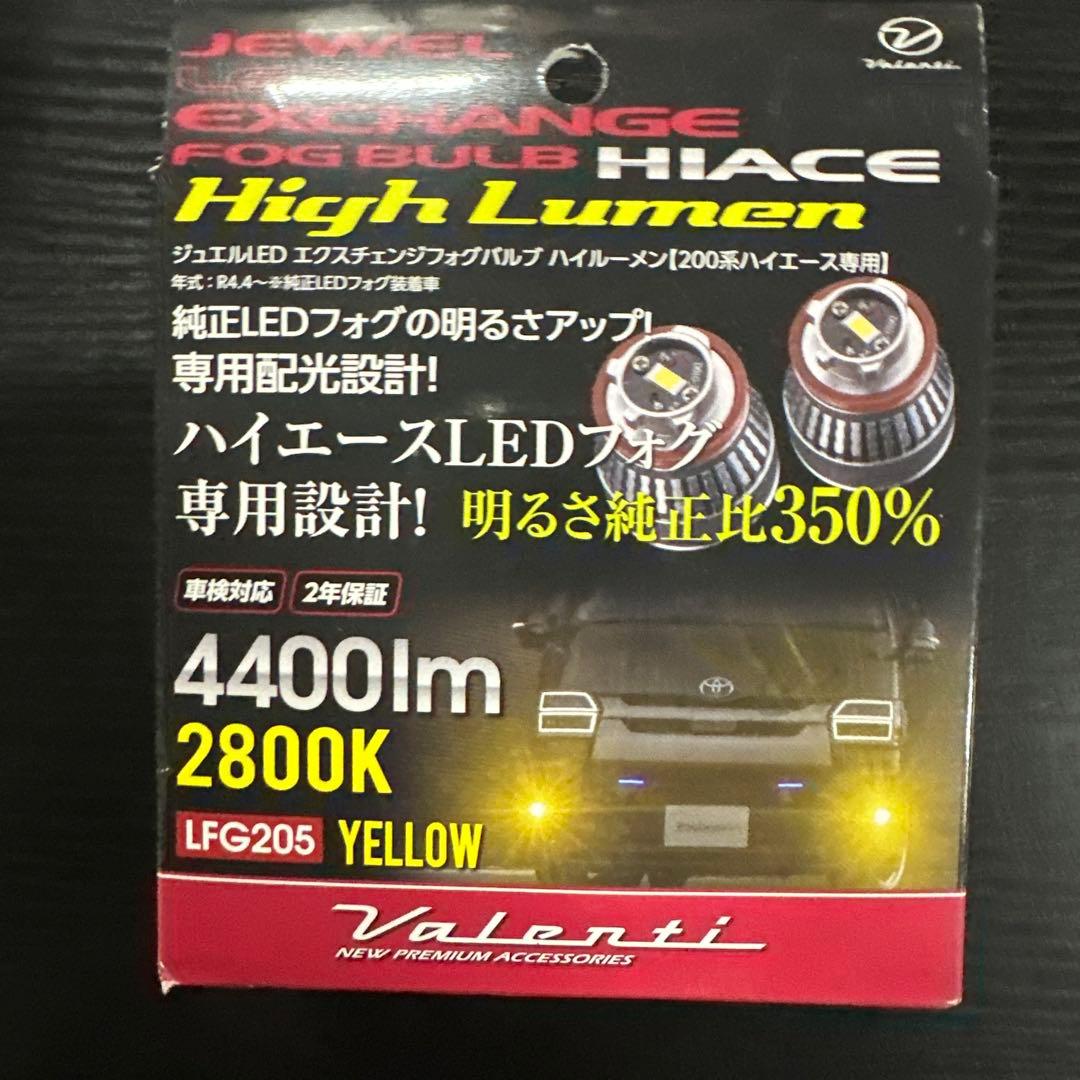 JEWEL
Valenti
LED
EXCHANGE
FOG BULB HIACE
High Lumen
ジュエルLED エクスチェンジフォグバルブ ハイルーメン【200系ハイエース専用】
年式：R4.4～※純正LEDフォグ装着車
純正LEDフォグの明るさアップ!
専用配光設計!
ハイエースLEDフォグ
専用設計! 明るさ純正比350%
車検対応 2年保証
4400lm
2800K
LFG205 YELLOW
Valenti
NEW PREMIUM ACCESSORIES